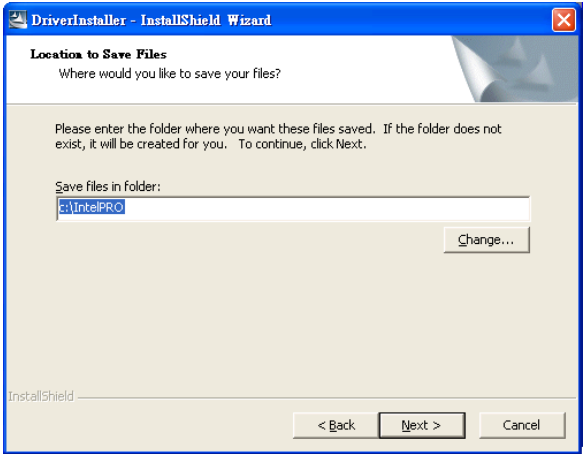 DriverInstaller - InstallShield Wizard
Location to Save Files
Where would you like to save your files?
Please enter the folder where you want these files saved.  If the folder does not
exist, it will be created for you.   To continue, click Next.
Save files in folder:
c:\IntelPRO
Change...
InstallShield
< Back
Next >
Cancel